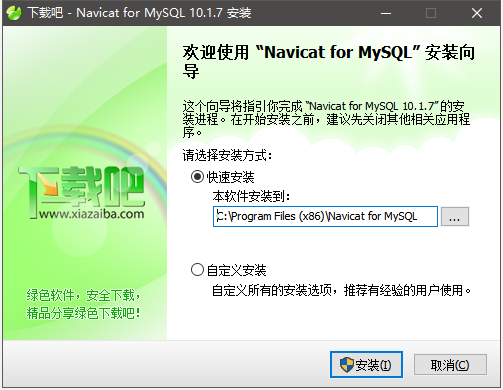 下载吧 - Navicat for MySQL 10.1.7 安装
欢迎使用 “Navicat for MySQL” 安装向
导
这个向导将指引你完成 “Navicat for MySQL 10.1.7” 的安
装进程。在开始安装之前，建议先关闭其他相关应用程
序。
请选择安装方式：
快速安装
本软件安装到：
C:\Program Files (x86)\Navicat for MySQL
...
自定义安装
自定义所有的安装选项，推荐有经验的用户使用。
下载吧
www.xiazaiba.com
绿色软件，安全下载，
精品分享绿色下载吧！
安装(I)
取消(C)